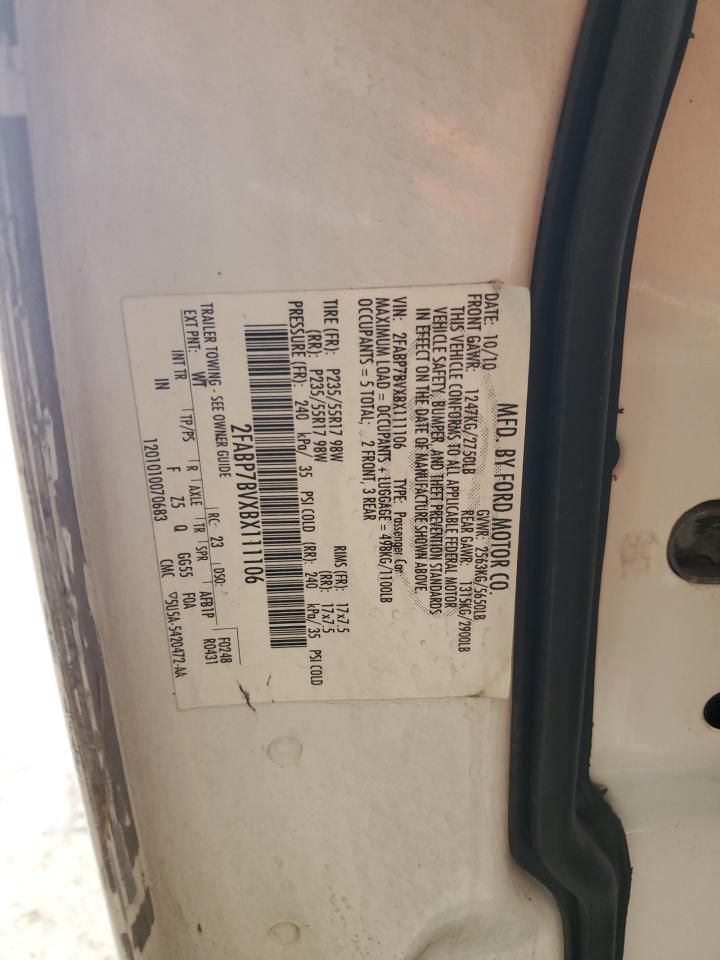 MFD. BY FORD MOTOR CO.
DATE: 10/10 GVWR: 2563KG/5650LB
FRONT GAWR: 1247KG/2750LB REAR GAWR: 1315KG/2900LB
THIS VEHICLE CONFORMS TO ALL APPLICABLE FEDERAL MOTOR
VEHICLE SAFETY, BUMPER, AND THEFT PREVENTION STANDARDS
IN EFFECT ON THE DATE OF MANUFACTURE SHOWN ABOVE.
VIN: 2FABP7BVXBX111106 TYPE: Passenger Car
MAXIMUM LOAD = OCCUPANTS + LUGGAGE = 498KG/1100LB
OCCUPANTS = 5 TOTAL; 2 FRONT, 3 REAR
TIRE (FR): P235/55R17 98W RIMS (FR): 17x7.5
(RR): P235/55R17 98W (RR): 17x7.5
PRESSURE (FR): 240 kPa/ 35 PSI COLD (RR): 240 kPa/ 35 PSI COLD
2FABP7BVXBX111106
TRAILER TOWING - SEE OWNER GUIDE
EXT PNT: WT RC: 23 DSO: F0248
INT TR TP/PS R AXLE TR SPR AFB1P R0431
IN F Z5 Q GG55 FOA
1201010070683 CMC ▽5U5A-5420472-AA